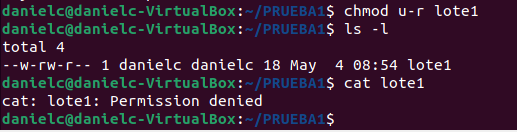 danielc@danielc-VirtualBox:~/PRUEBA1$ chmod u-r lote1
danielc@danielc-VirtualBox:~/PRUEBA1$ ls -l
total 4
--w-rw-r-- 1 danielc danielc 18 May  4 08:54 lote1
danielc@danielc-VirtualBox:~/PRUEBA1$ cat lote1
cat: lote1: Permission denied
danielc@danielc-VirtualBox:~/PRUEBA1$